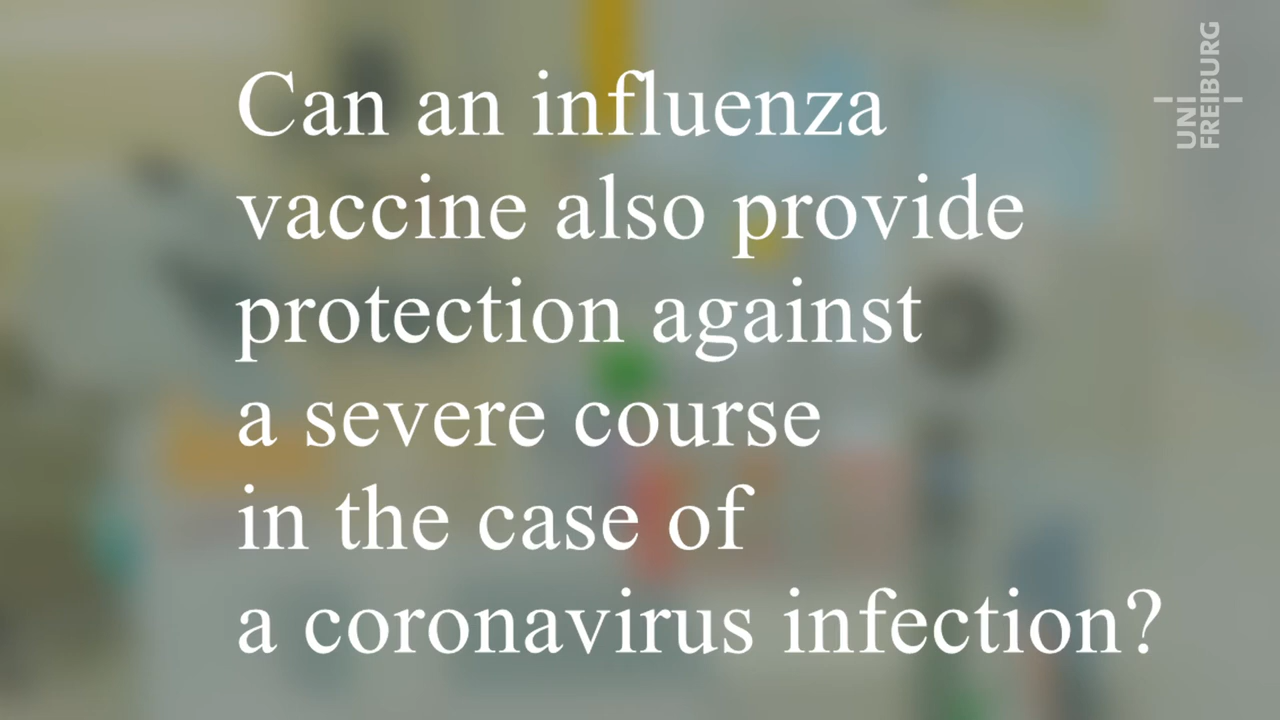 Can an influenza
vaccine also provide
protection against
a severe course
in the case of
a coronavirus infection?
UNI
FREIBURG